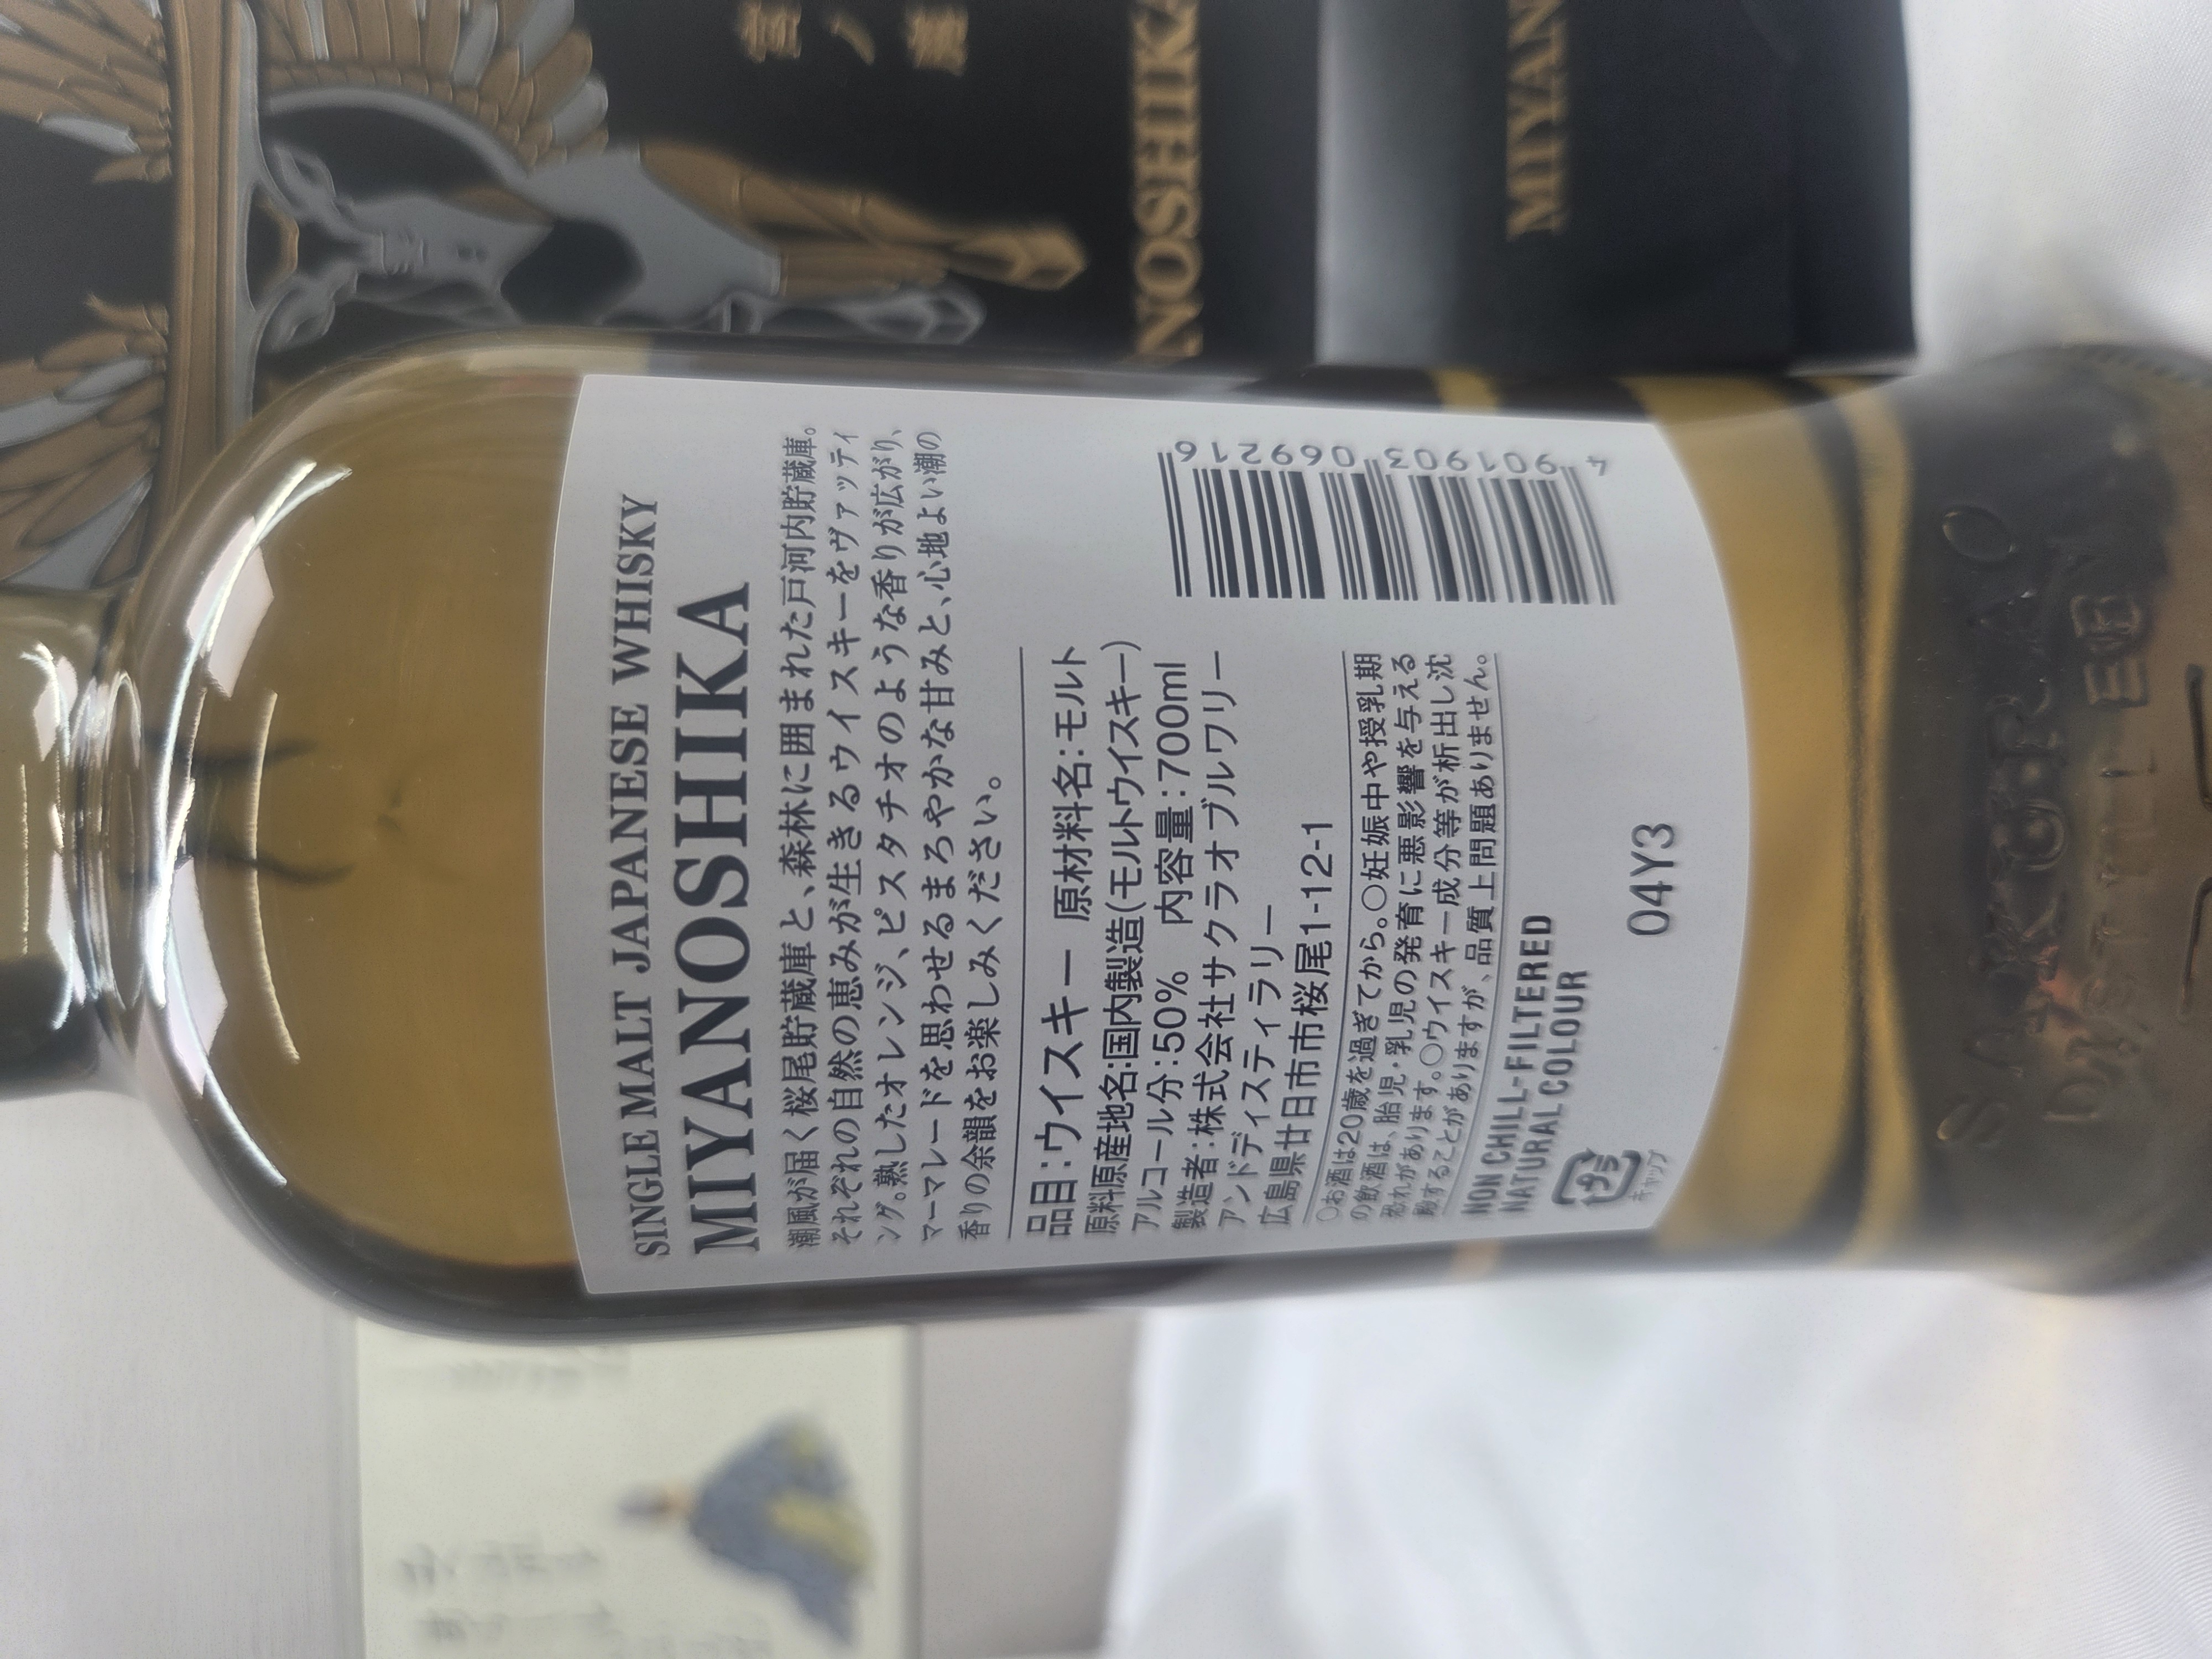 宮ノ鹿
NOSHIKA
MIYAN
SINGLE MALT JAPANESE WHISKY
MIYANOSHIKA
潮風が届く桜尾貯蔵庫と、森林に囲まれた戸河内貯蔵庫。
それぞれの自然の恵みが生きるウイスキーをヴァッティ
ング。熟したオレンジ、ピスタチオのような香りが広がり、
マーマレードを思わせるまろやかな甘みと、心地よい潮の
香りの余韻をお楽しみください。
品目:ウイスキー 原材料名:モルト
原料原産地名:国内製造(モルトウイスキー)
アルコール分:50% 内容量:700ml
製造者:株式会社サクラオブルワリー
アンドディスティラリー
広島県廿日市市桜尾1-12-1
○お酒は20歳を過ぎてから。○妊娠中や授乳期
の飲酒は、胎児・乳児の発育に悪影響を与える
恐れがあります。○ウイスキー成分等が析出し沈
殿することがありますが、品質上問題ありません。
NON CHILL-FILTERED
NATURAL COLOUR
キャップ
04Y3
4 901903 069216
SAKURAO